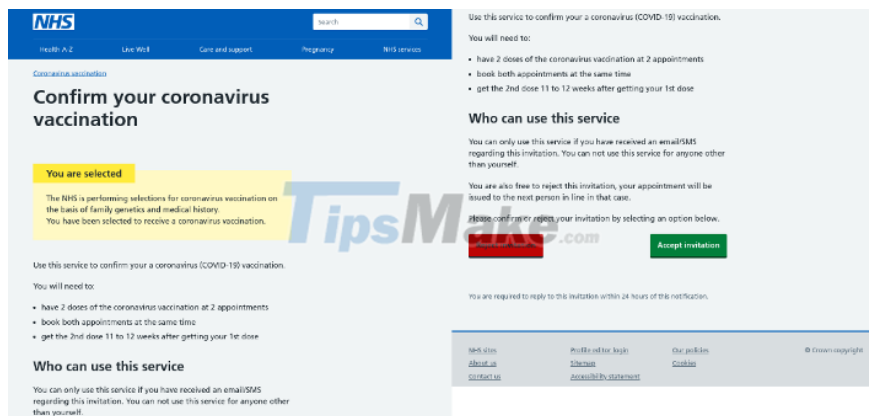 NHS
Search
Health A-Z
Live Well
Care and support
Pregnancy
NHS services
Coronavirus vaccination
Confirm your coronavirus
vaccination
You are selected
The NHS is performing selections for coronavirus vaccination on
the basis of family genetics and medical history.
You have been selected to receive a coronavirus vaccination.
Use this service to confirm your a coronavirus (COVID-19) vaccination.
You will need to:
• have 2 doses of the coronavirus vaccination at 2 appointments
• book both appointments at the same time
• get the 2nd dose 11 to 12 weeks after getting your 1st dose
Who can use this service
You can only use this service if you have received an email/SMS
regarding this invitation. You can not use this service for anyone other
than yourself.
Use this service to confirm your a coronavirus (COVID-19) vaccination.
You will need to:
• have 2 doses of the coronavirus vaccination at 2 appointments
• book both appointments at the same time
• get the 2nd dose 11 to 12 weeks after getting your 1st dose
Who can use this service
You can only use this service if you have received an email/SMS
regarding this invitation. You can not use this service for anyone other
than yourself.
You are also free to reject this invitation, your appointment will be
issued to the next person in line in that case.
Please confirm or reject your invitation by selecting an option below.
Accept invitation
You are required to reply to this invitation within 24 hours of this notification.
NHS sites
About us
Contact us
Profile editor login
Sitemap
Accessibility statement
Our policies
Cookies
© Crown copyright
TipsMake.com